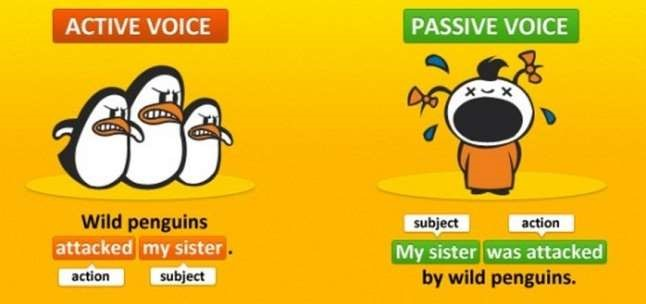 ACTIVE VOICE
Wild penguins
attacked my sister.
action subject
PASSIVE VOICE
subject action
My sister was attacked
by wild penguins.